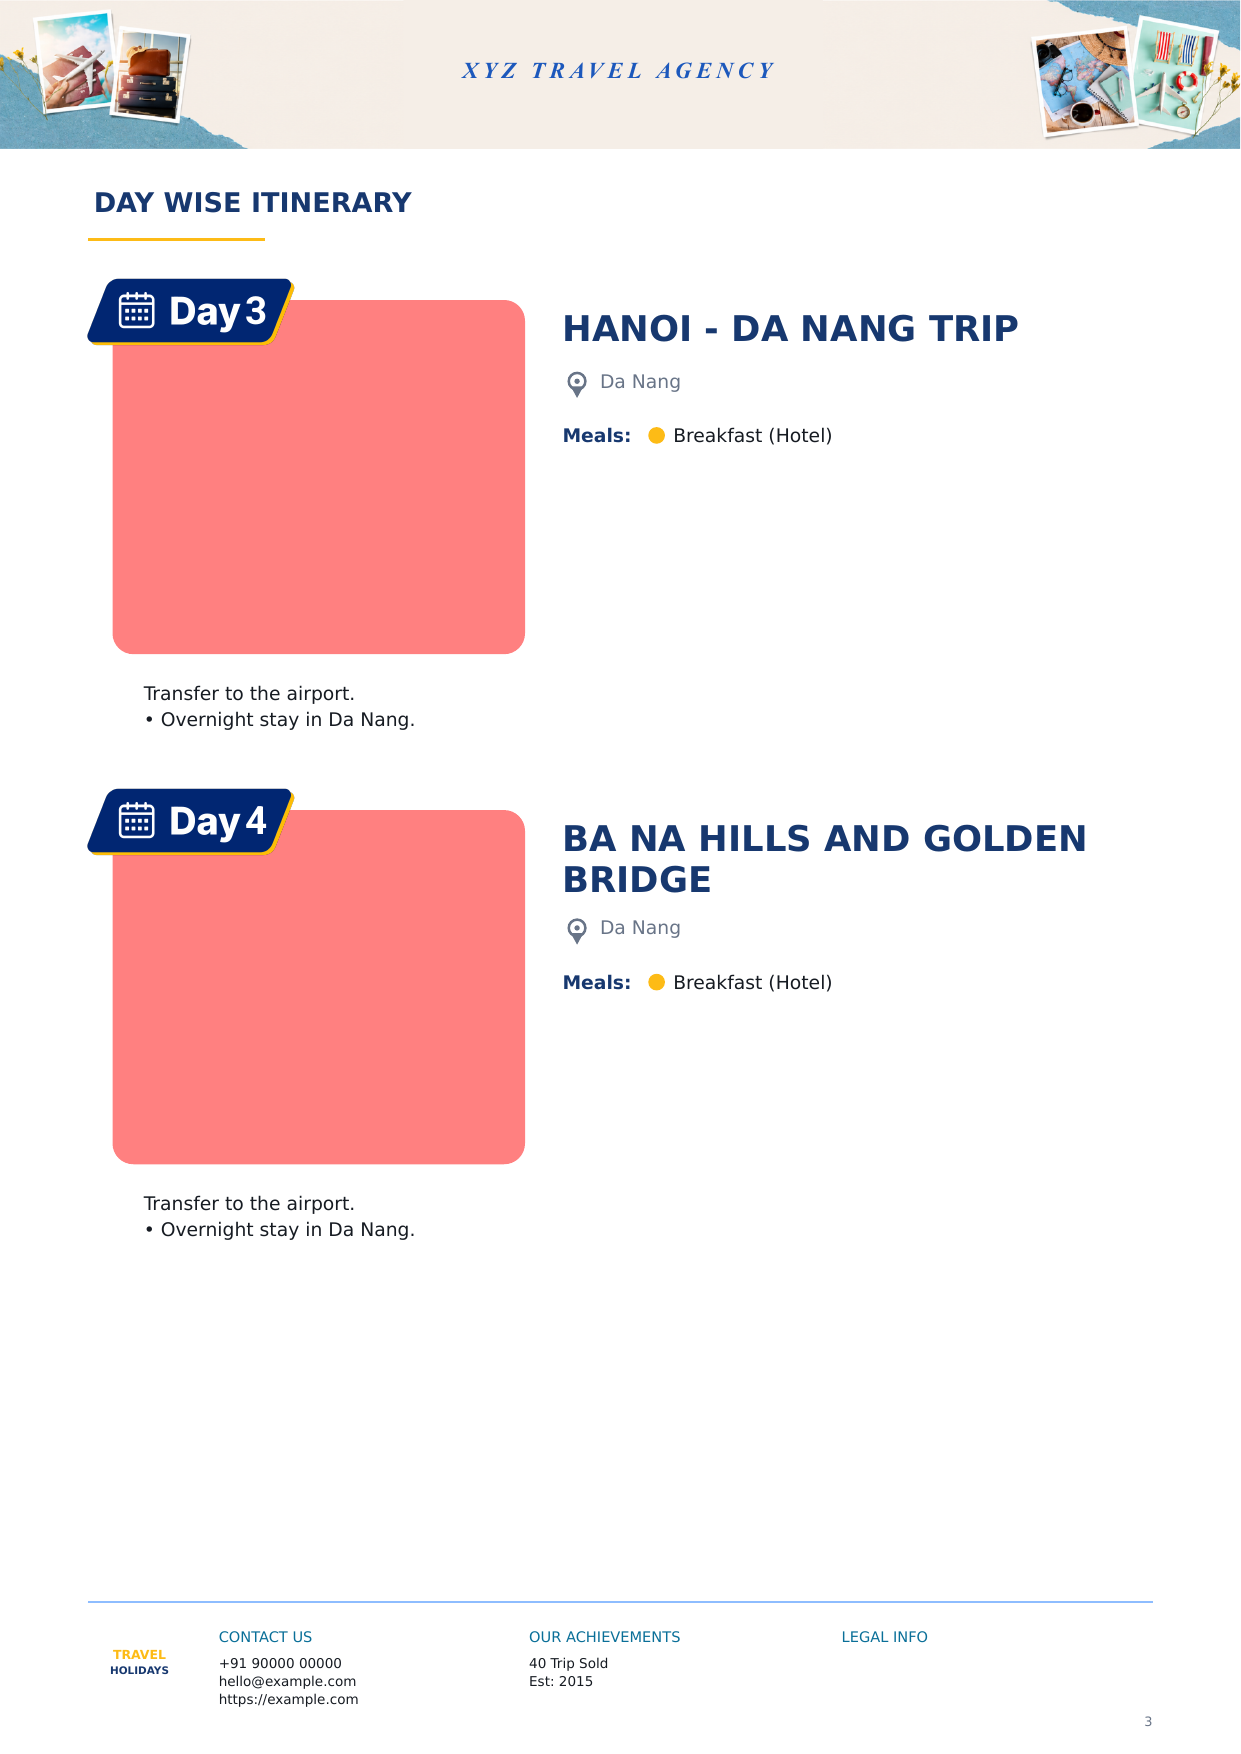 XYZ TRAVEL AGENCY
DAY WISE ITINERARY
Day 3
HANOI - DA NANG TRIP
Da Nang
Meals: Breakfast (Hotel)
Transfer to the airport.
• Overnight stay in Da Nang.
Day 4
BA NA HILLS AND GOLDEN
BRIDGE
Da Nang
Meals: Breakfast (Hotel)
Transfer to the airport.
• Overnight stay in Da Nang.
TRAVEL
HOLIDAYS
CONTACT US
+91 90000 00000
hello@example.com
https://example.com
OUR ACHIEVEMENTS
40 Trip Sold
Est: 2015
LEGAL INFO
3